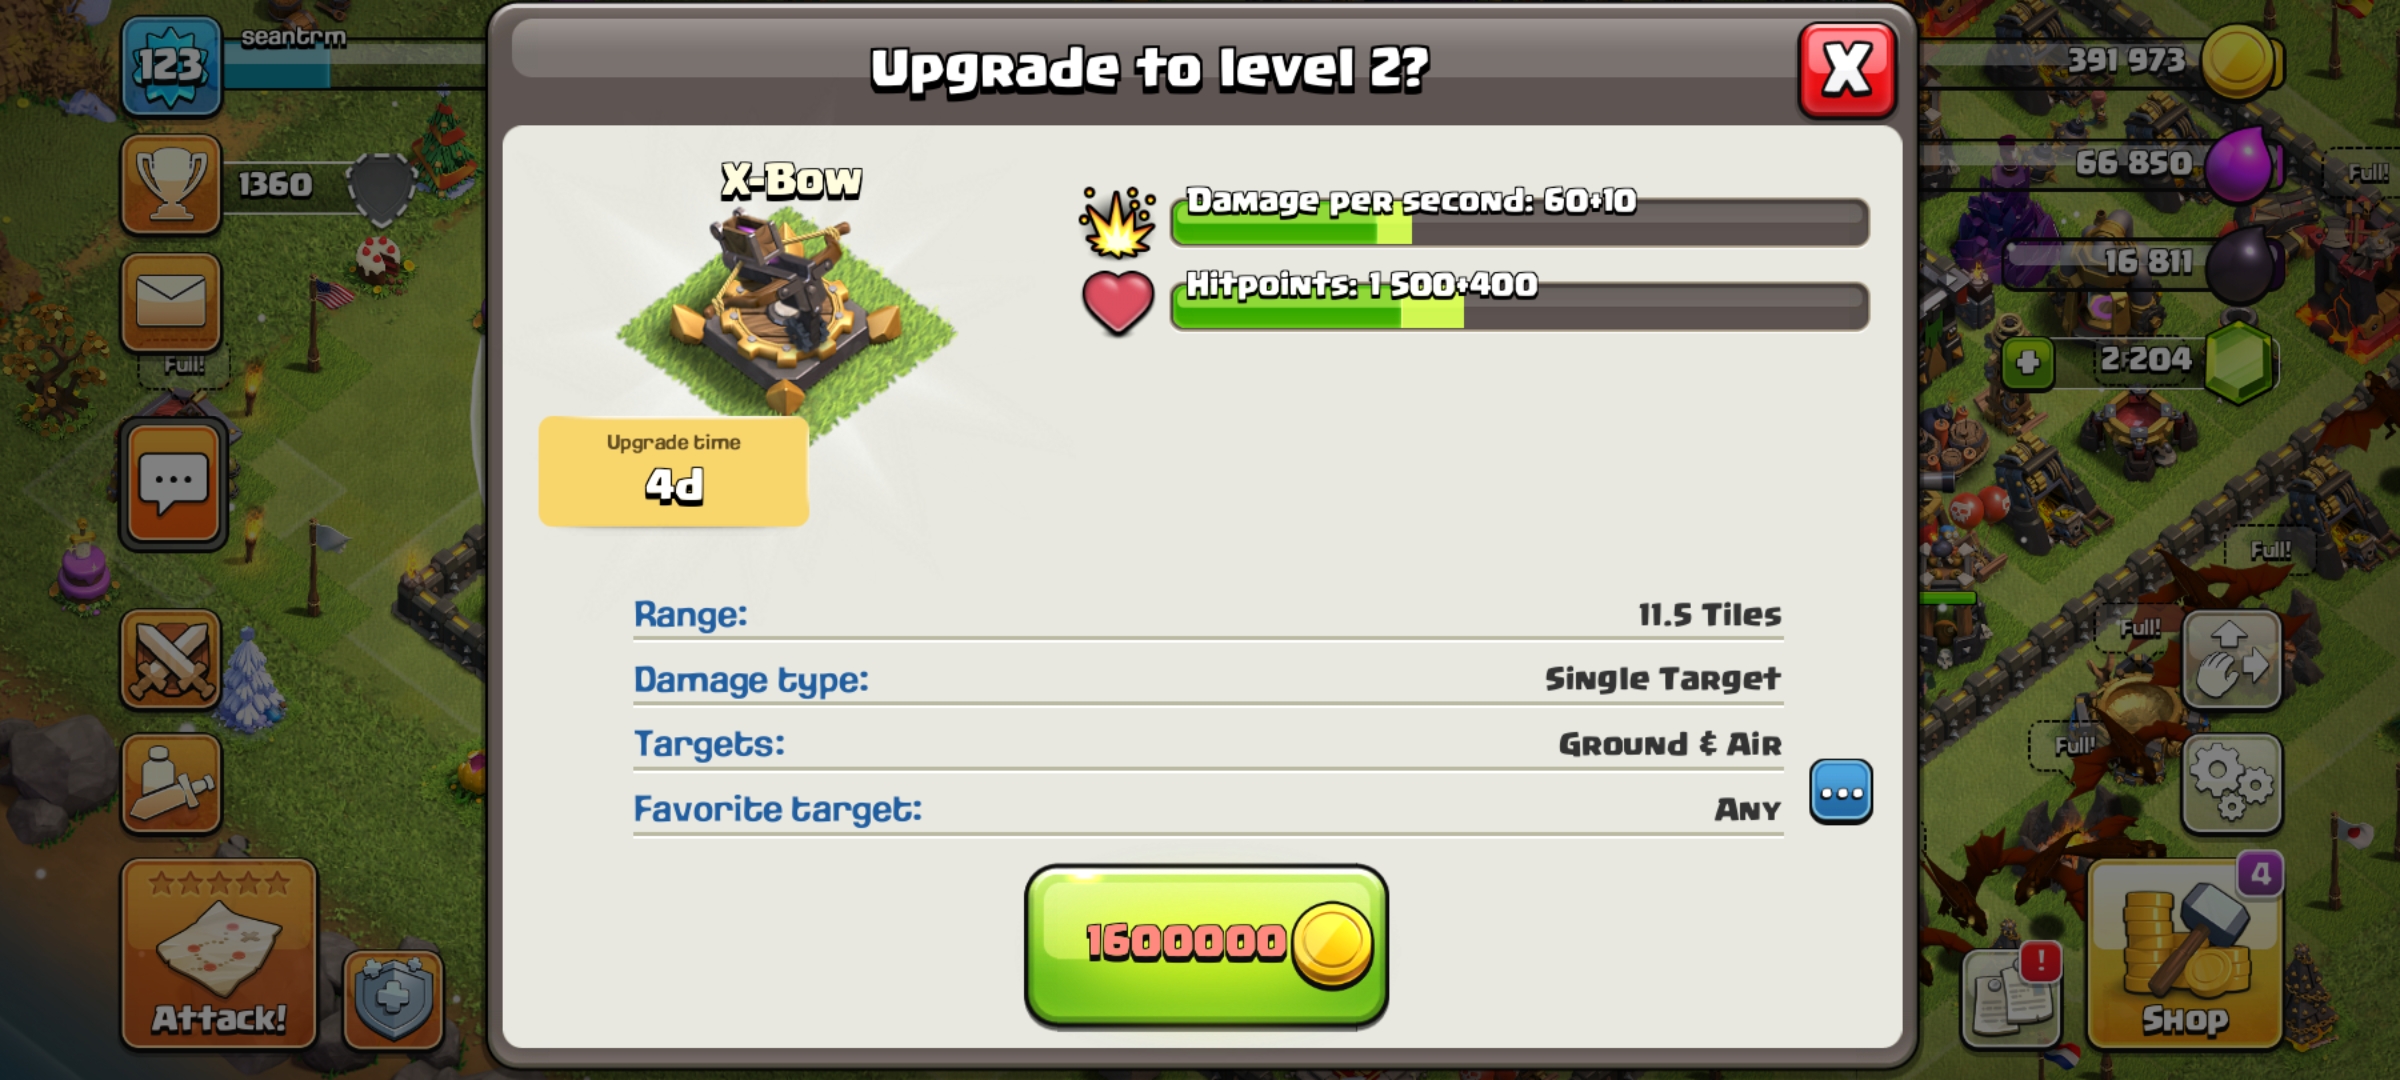 123
seantrm
Upgrade to level 2?
X
391 973
1360
X-Bow
Damage per second: 60+10
66 850
Full!
Hitpoints: 1 500+400
16 811
Full!
2 204
Upgrade time
4d
Full!
Range: 11.5 Tiles
Full!
Damage type: Single Target
Targets: Ground & Air
Full!
Favorite target: Any
4
1600000
!
Attack!
Shop